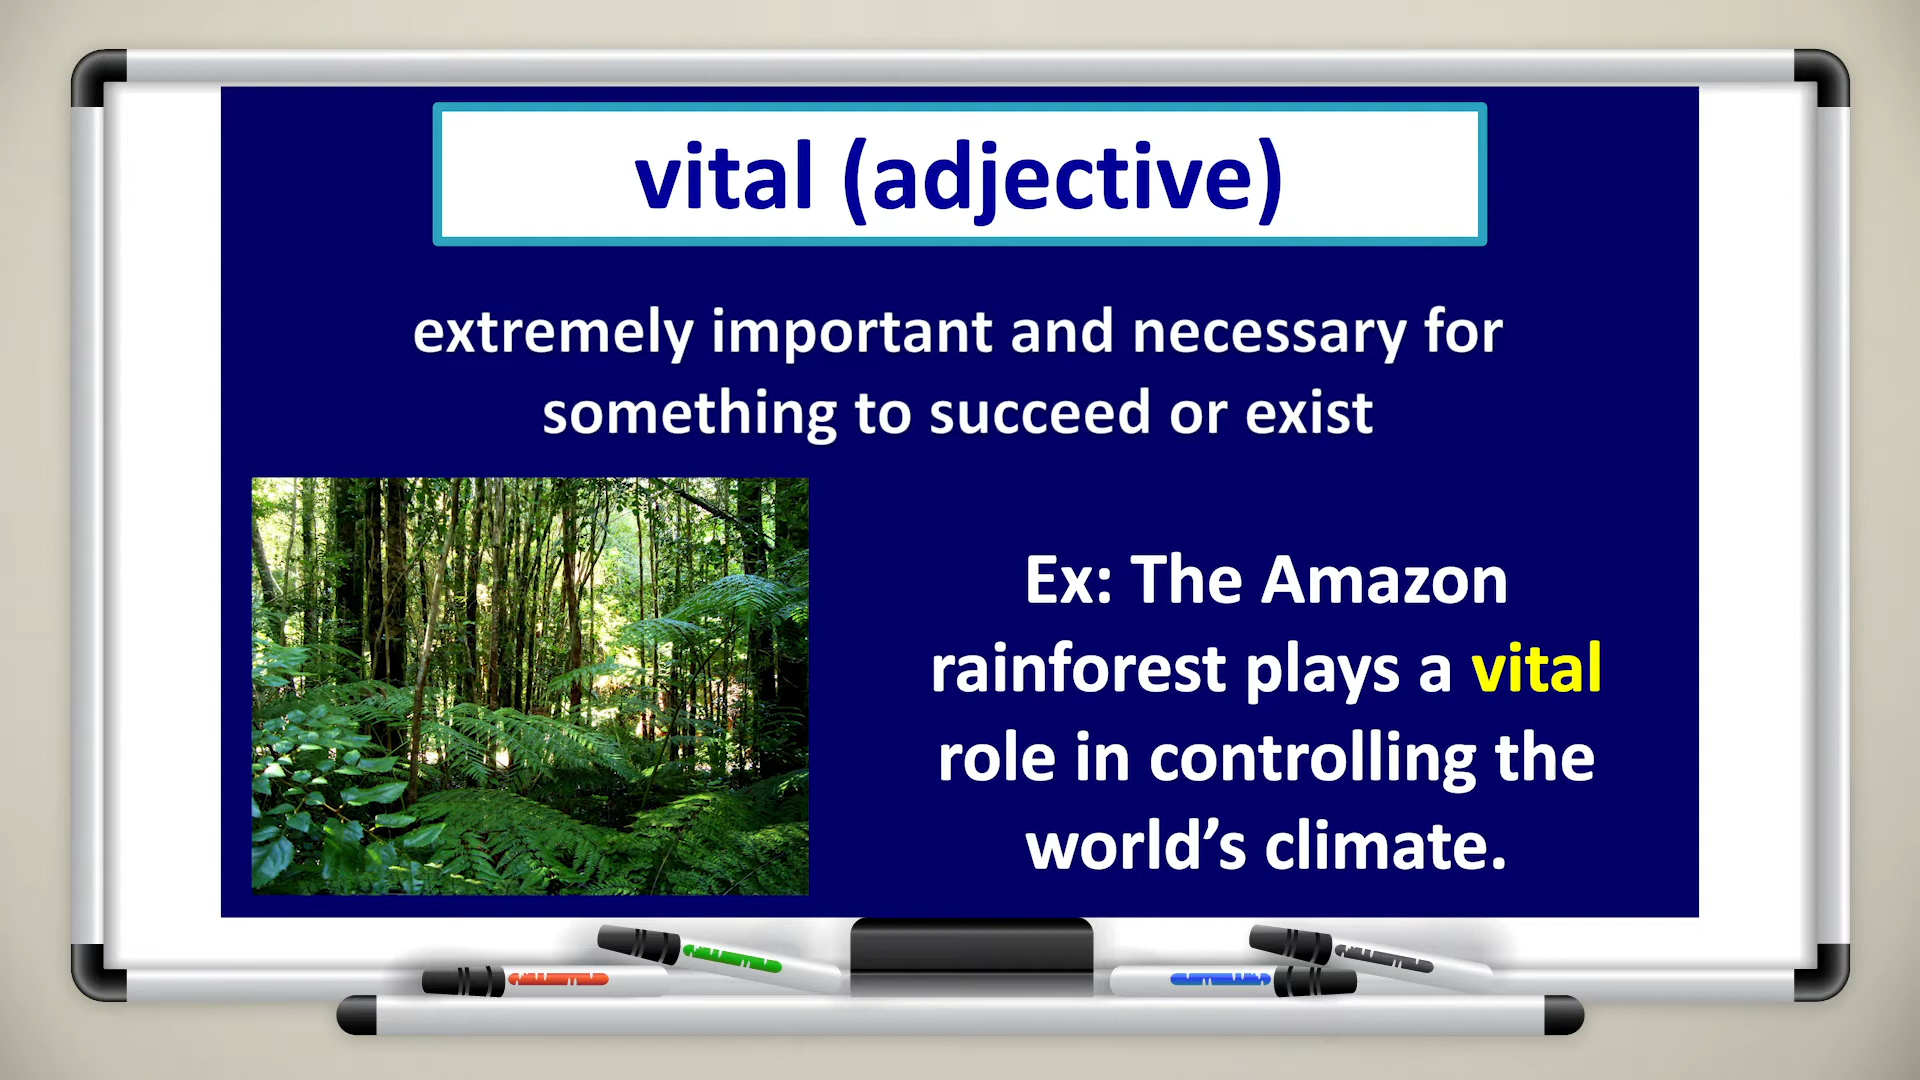 vital (adjective)
extremely important and necessary for
something to succeed or exist
Ex: The Amazon
rainforest plays a vital
role in controlling the
world’s climate.